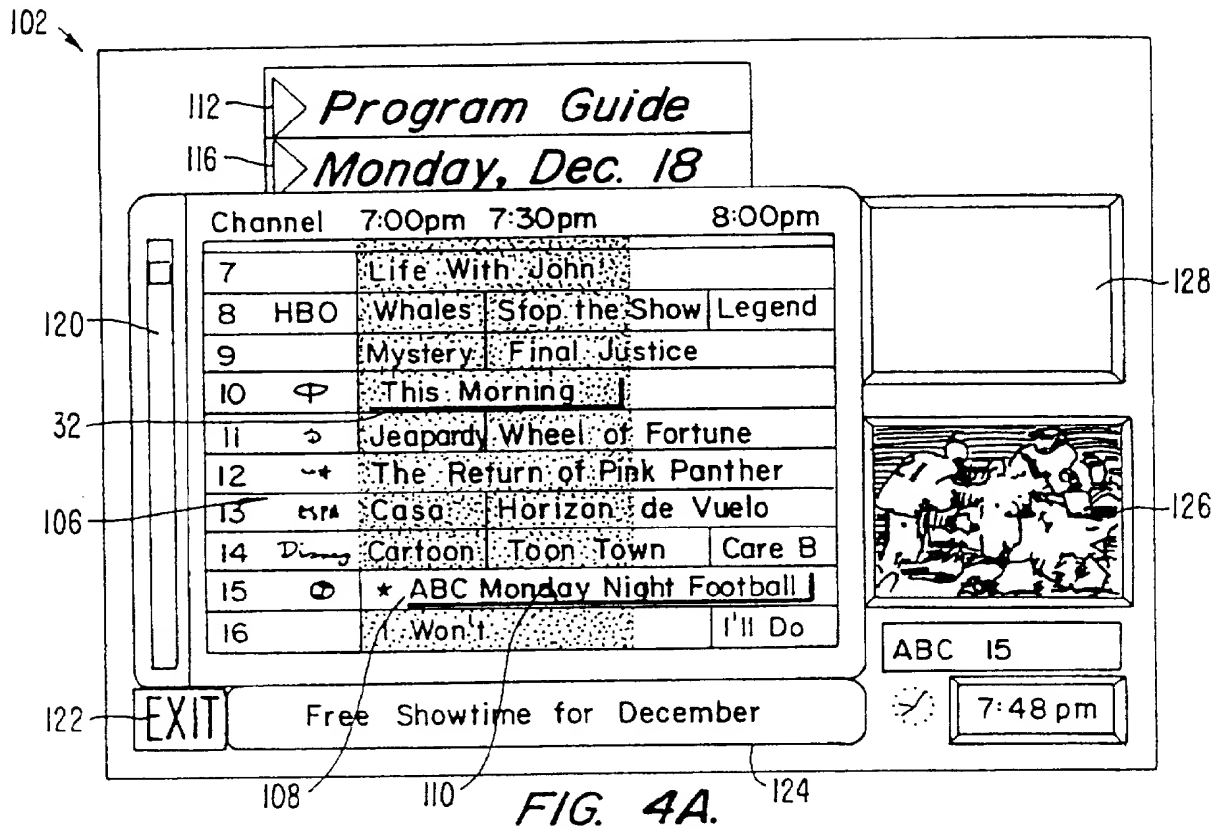 102
112 Program Guide
116 Monday, Dec. 18
Channel 7:00pm 7:30pm 8:00pm
7 Life With John
8 HBO Whales Stop the Show Legend
120 128
9 Mystery Final Justice
10 This Morning
32
11 Jeapardy Wheel of Fortune
12 The Return of Pink Panther
106 126
13 ESPN Casa Horizon de Vuelo
14 Disney Cartoon Toon Town Care B
15 ★ ABC Monday Night Football
16 I Won't I'll Do
ABC 15
122 EXIT Free Showtime for December 7:48 pm
108 110 124
FIG. 4A.